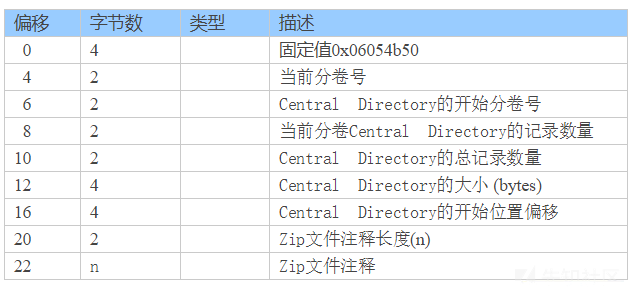 偏移 字节数 类型 描述
0 4 固定值0x06054b50
4 2 当前分卷号
6 2 Central Directory的开始分卷号
8 2 当前分卷Central Directory的记录数量
10 2 Central Directory的总记录数量
12 4 Central Directory的大小 (bytes)
16 4 Central Directory的开始位置偏移
20 2 Zip文件注释长度(n)
22 n Zip文件注释